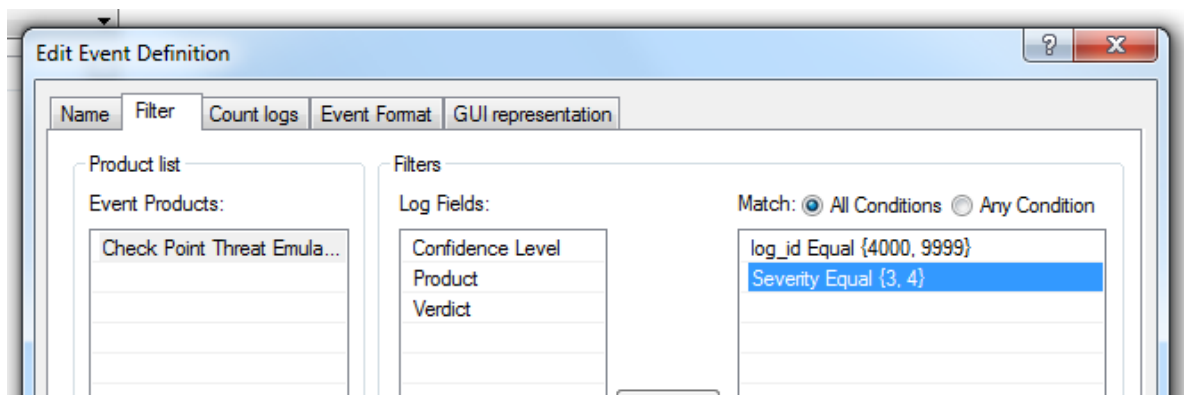 Edit Event Definition
?
Name Filter Count logs Event Format GUI representation
Product list
Event Products:
Check Point Threat Emula...
Filters
Log Fields:
Confidence Level
Product
Verdict
Match: All Conditions Any Condition
log_id Equal {4000, 9999}
Severity Equal {3, 4}